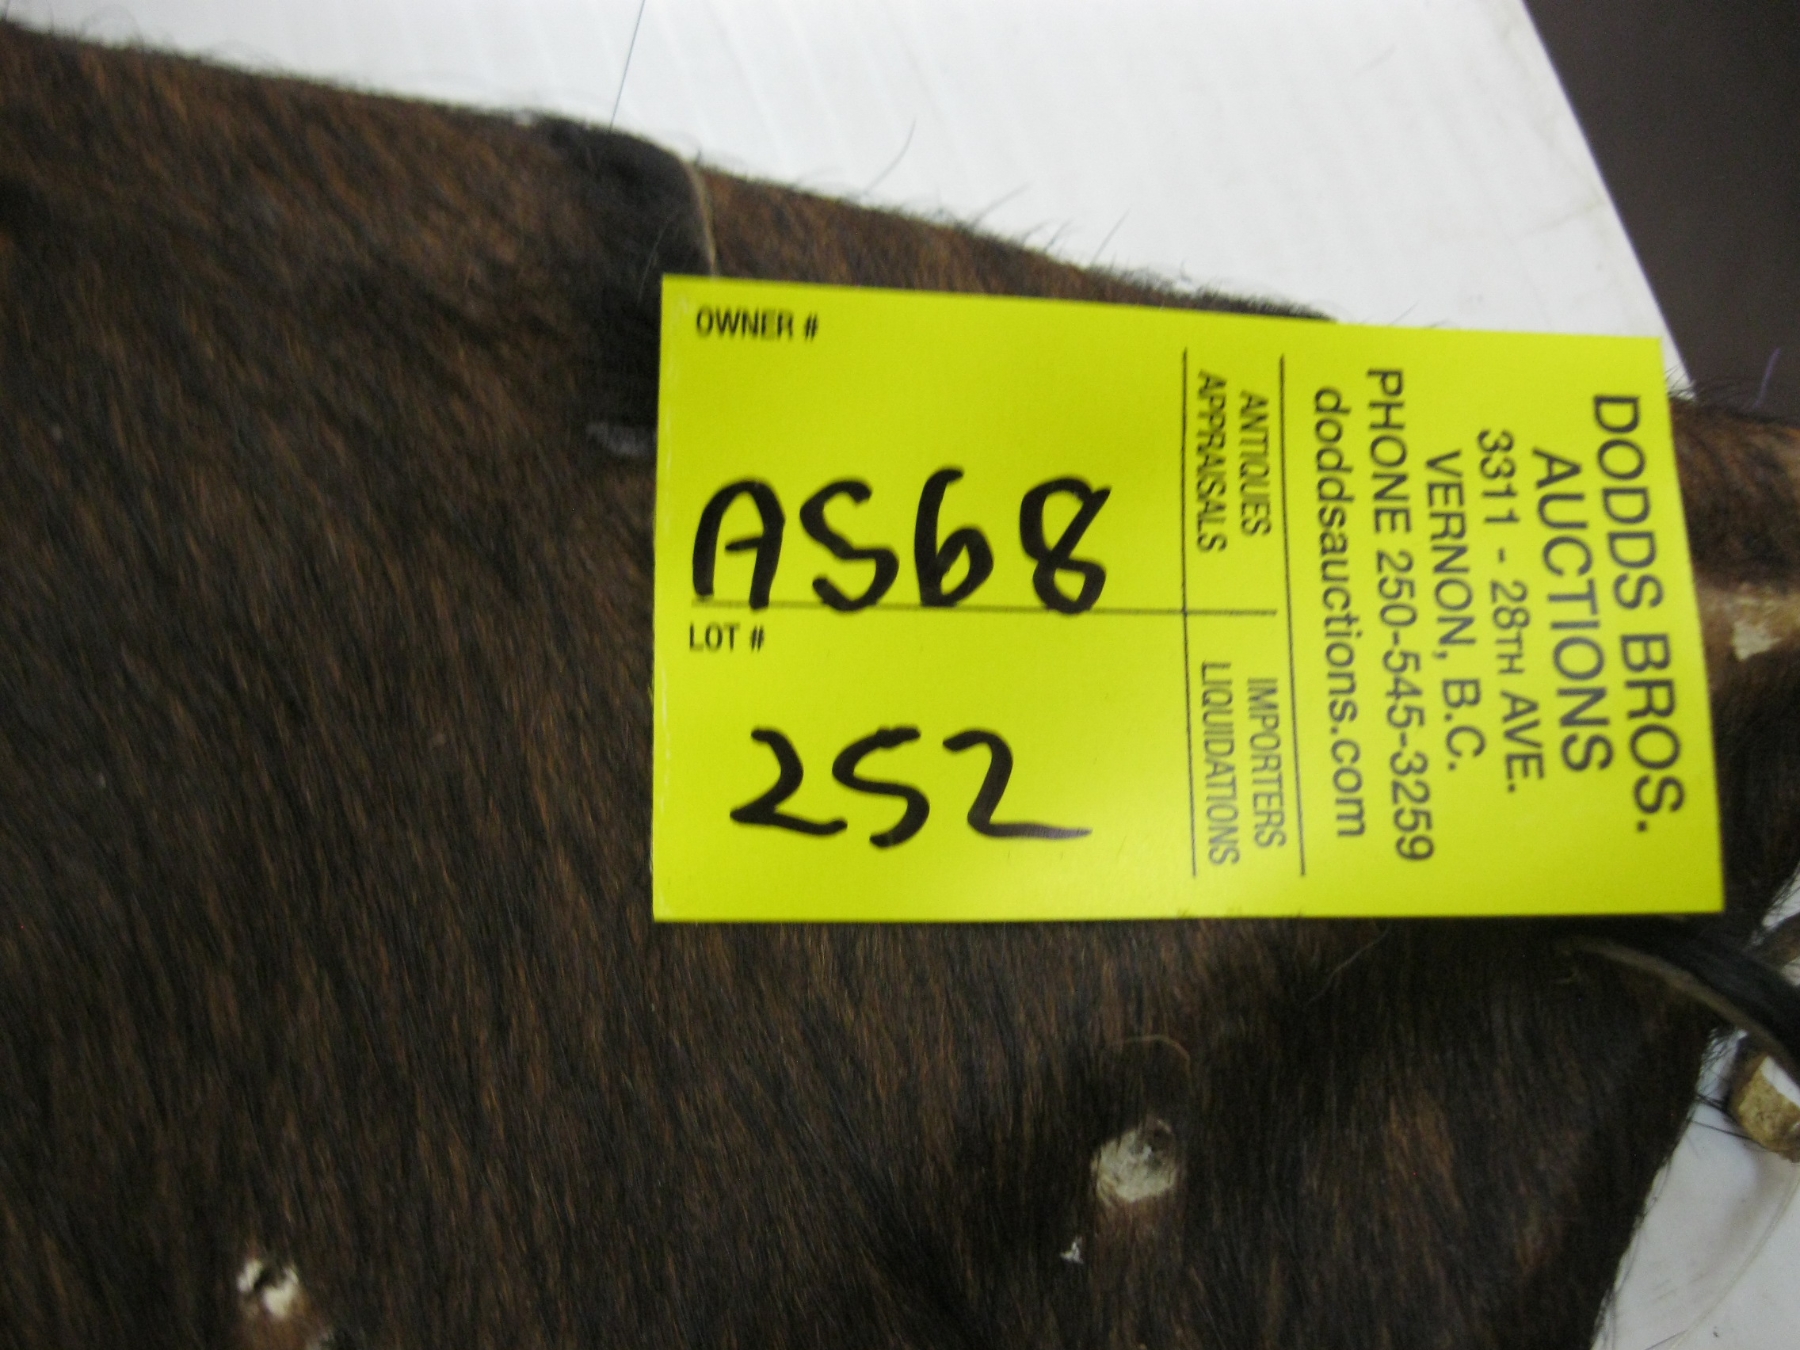 DODDS BROS.
AUCTIONS
3311 - 28TH AVE.
VERNON, B.C.
PHONE 250-545-3259
doddsauctions.com
ANTIQUES
APPRAISALS
IMPORTERS
LIQUIDATIONS
OWNER #
AS68
LOT #
252